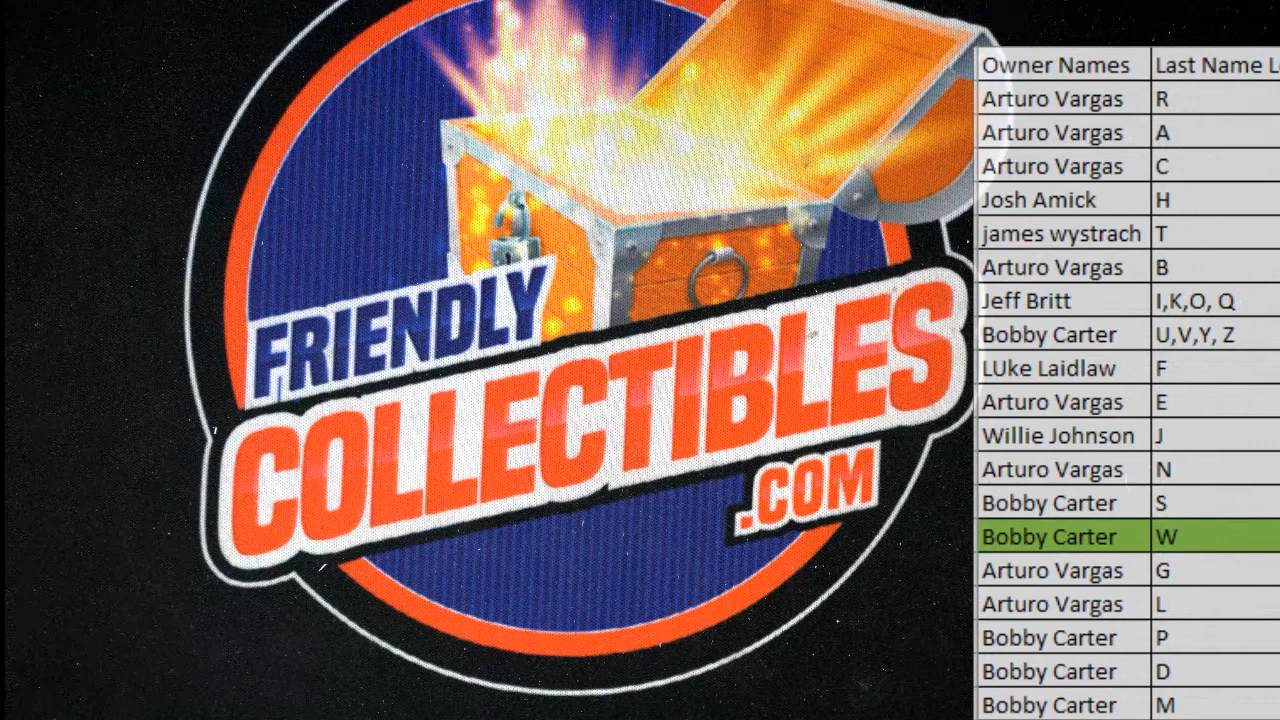 FRIENDLY
COLLECTIBLES
.COM
Owner Names Last Name L
Arturo Vargas R
Arturo Vargas A
Arturo Vargas C
Josh Amick H
james wystrach T
Arturo Vargas B
Jeff Britt I,K,O, Q
Bobby Carter U,V,Y, Z
LUke Laidlaw F
Arturo Vargas E
Willie Johnson J
Arturo Vargas N
Bobby Carter S
Bobby Carter W
Arturo Vargas G
Arturo Vargas L
Bobby Carter P
Bobby Carter D
Bobby Carter M